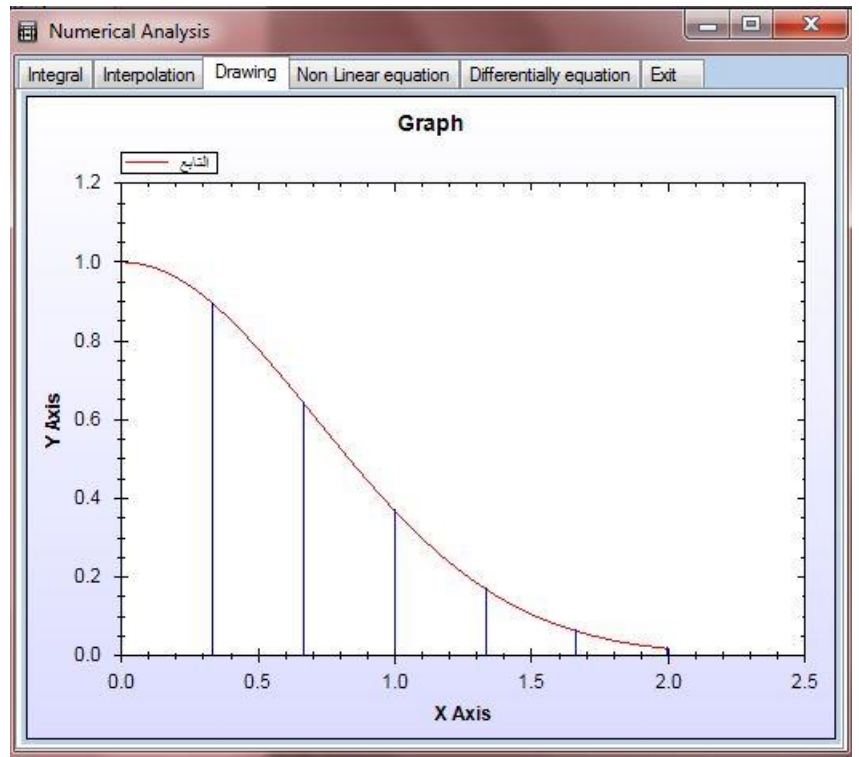 Numerical Analysis
Integral Interpolation Drawing Non Linear equation Differentially equation Exit
Graph
التابع
1.2
1.0
0.8
0.6
0.4
0.2
0.0
Y Axis
0.0 0.5 1.0 1.5 2.0 2.5
X Axis